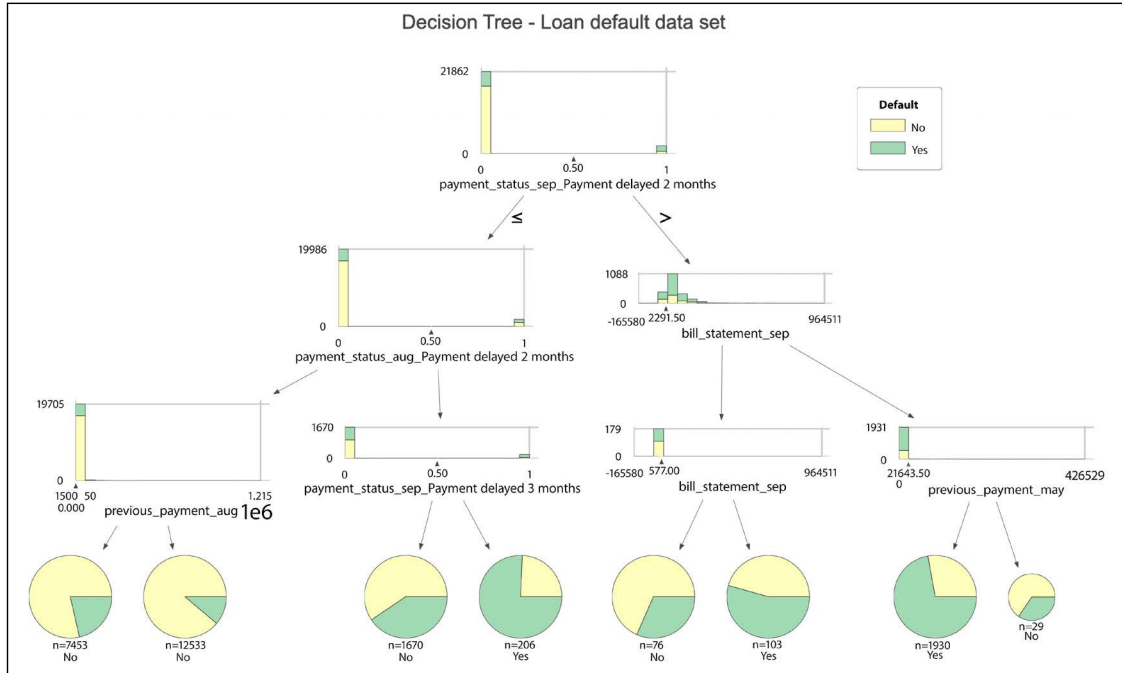 Decision Tree - Loan default data set
Default
No
Yes
21862
0
0
0.50
1
payment_status_sep_Payment delayed 2 months
≤
>
19986
0
0
0.50
1
payment_status_aug_Payment delayed 2 months
1088
0
-165580
2291.50
964511
bill_statement_sep
19705
0
1500 50
0.000
1.215
previous_payment_aug 1e6
1670
0
0
0.50
1
payment_status_sep_Payment delayed 3 months
179
0
-165580
577.00
964511
bill_statement_sep
1931
0
21643.50
0
426529
previous_payment_may
n=7453
No
n=12533
No
n=1670
No
n=206
Yes
n=76
No
n=103
Yes
n=1930
Yes
n=29
No